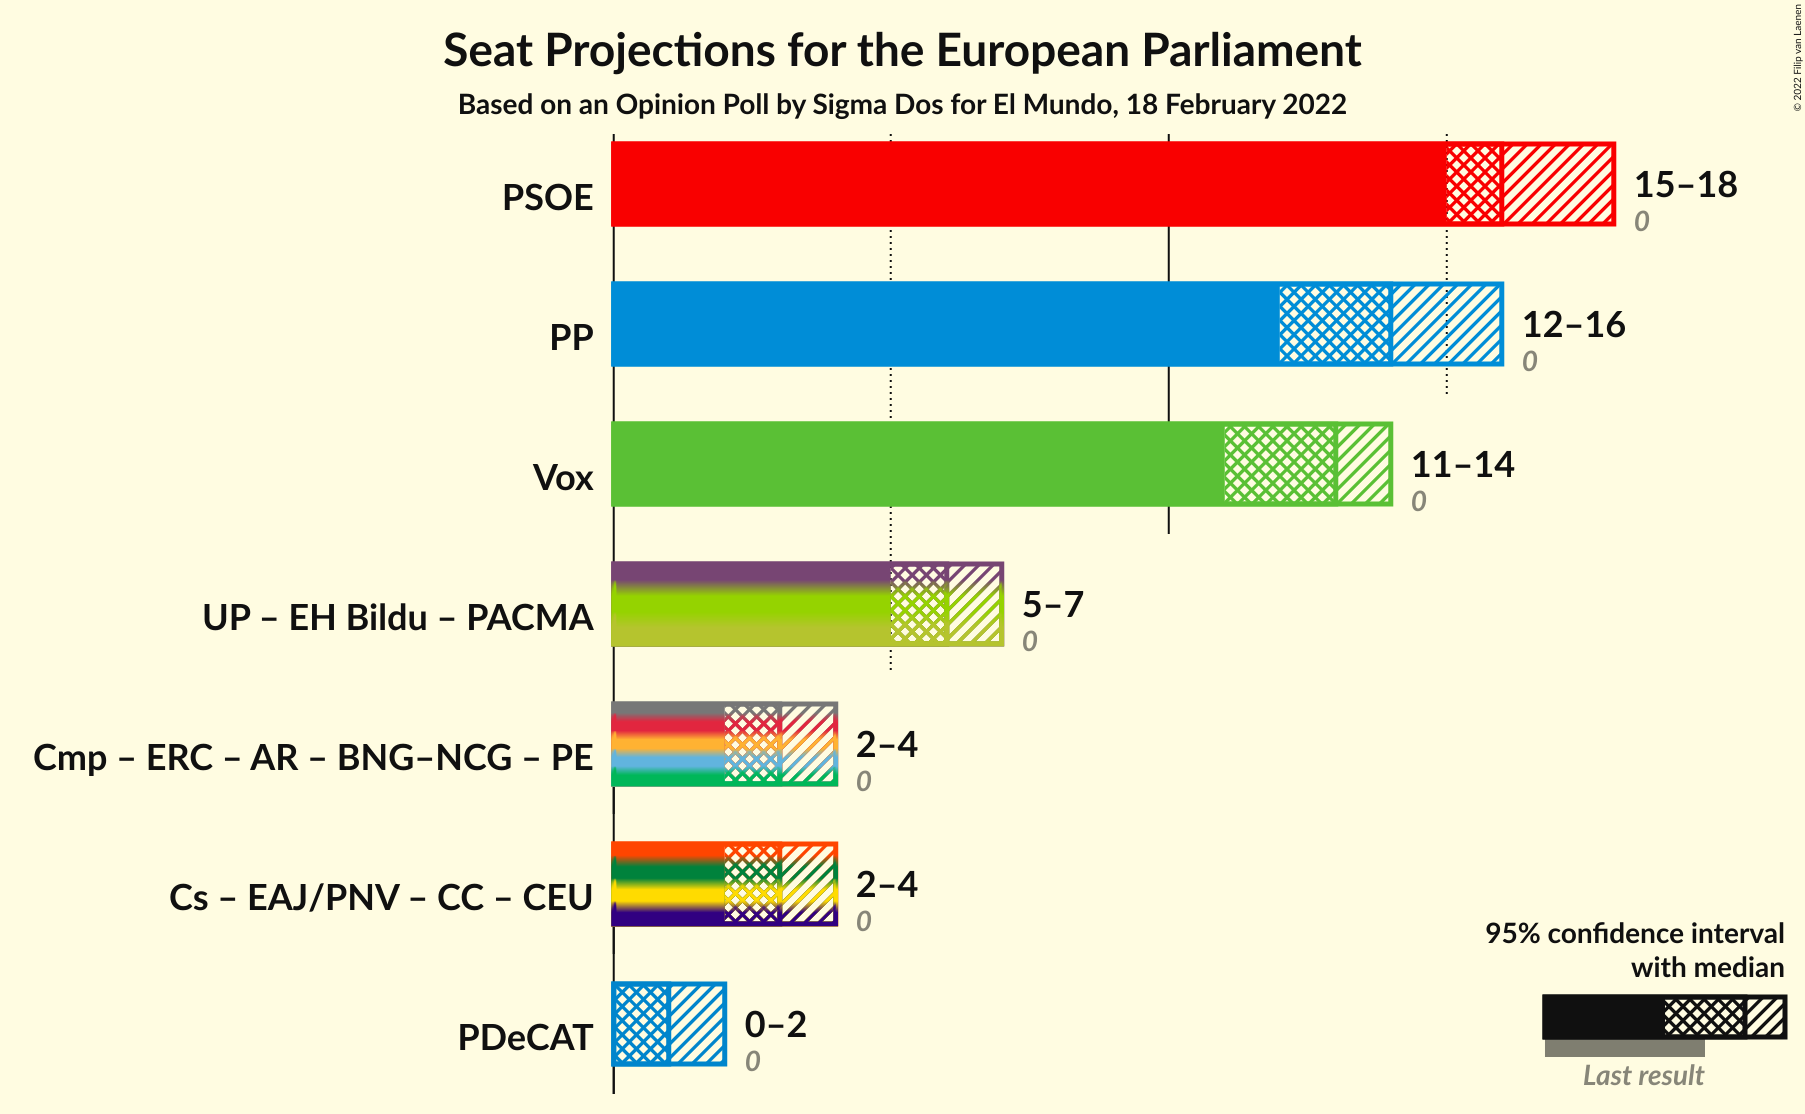 Seat Projections for the European Parliament
Based on an Opinion Poll by Sigma Dos for El Mundo, 18 February 2022
© 2022 Filip van Laenen
PSOE
15–18
0
PP
12–16
0
Vox
11–14
0
UP – EH Bildu – PACMA
5–7
0
Cmp – ERC – AR – BNG–NCG – PE
2–4
0
Cs – EAJ/PNV – CC – CEU
2–4
0
PDeCAT
0–2
0
95% confidence interval
with median
Last result